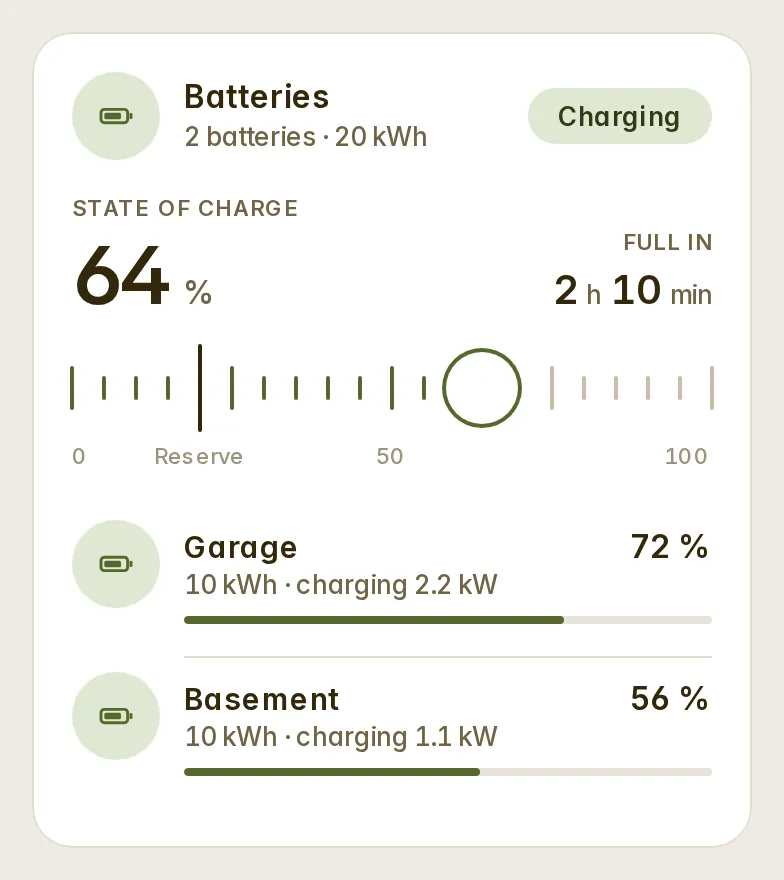 Batteries
2 batteries · 20 kWh
Charging
STATE OF CHARGE
64 %
FULL IN
2 h 10 min
0 Reserve 50 100
Garage
72 %
10 kWh · charging 2.2 kW
Basement
56 %
10 kWh · charging 1.1 kW